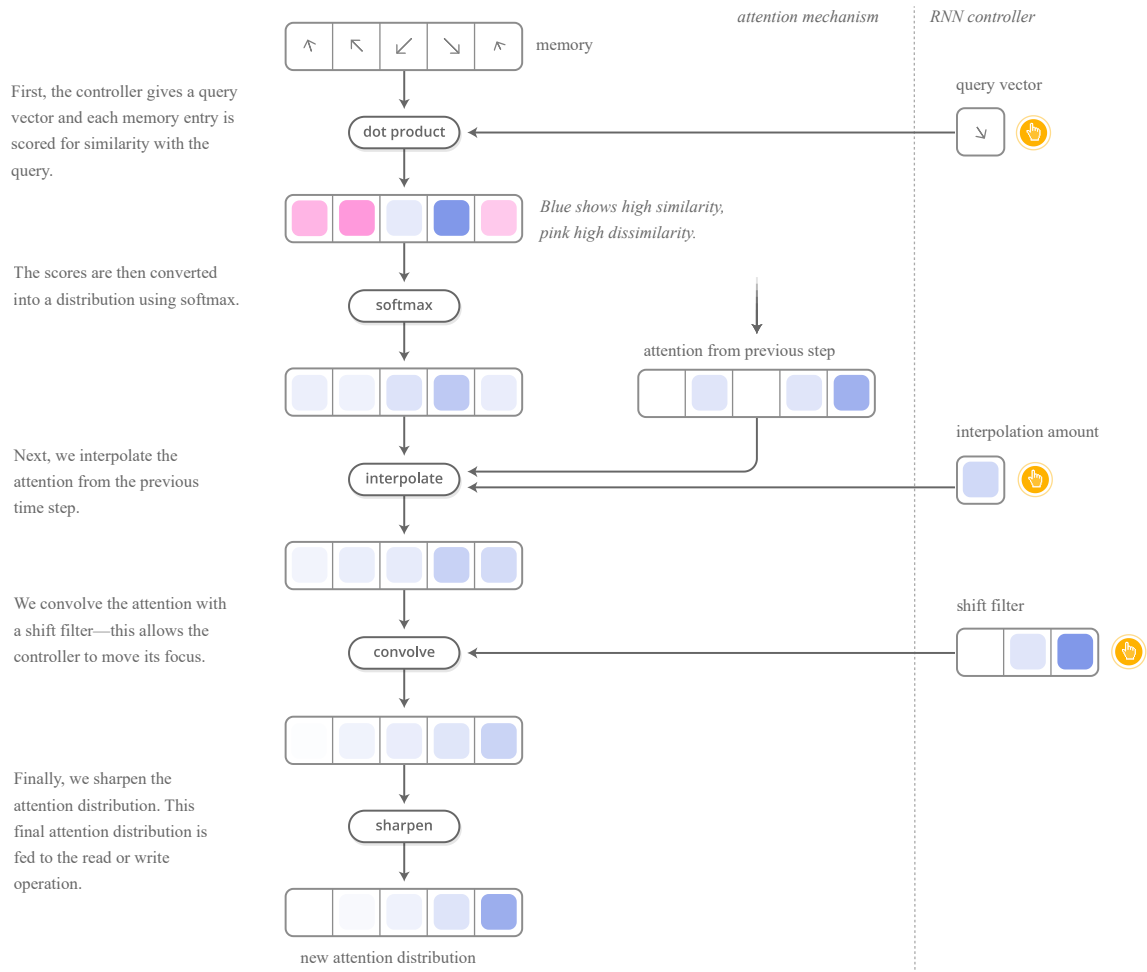 attention mechanism
RNN controller
memory
First, the controller gives a query
vector and each memory entry is
scored for similarity with the
query.
query vector
dot product
Blue shows high similarity,
pink high dissimilarity.
The scores are then converted
into a distribution using softmax.
softmax
attention from previous step
interpolation amount
Next, we interpolate the
attention from the previous
time step.
interpolate
We convolve the attention with
a shift filter—this allows the
controller to move its focus.
shift filter
convolve
Finally, we sharpen the
attention distribution. This
final attention distribution is
fed to the read or write
operation.
sharpen
new attention distribution